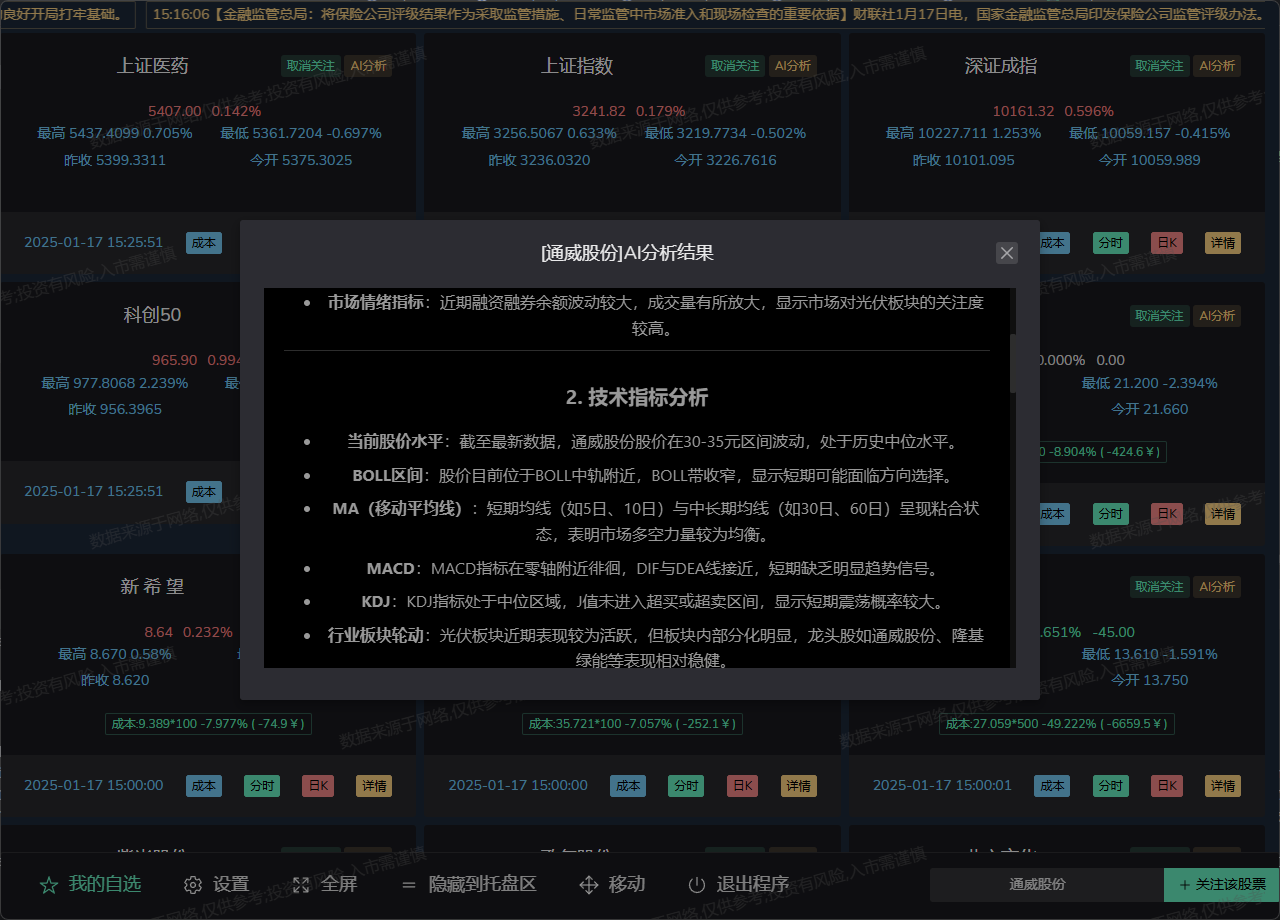 向良好开局打牢基础。
15:16:06【金融监管总局：将保险公司评级结果作为采取监管措施、日常监管中市场准入和现场检查的重要依据】财联社1月17日电，国家金融监管总局印发保险公司监管评级办法。
上证医药 取消关注 AI分析
5407.00 0.142%
最高 5437.4099 0.705% 最低 5361.7204 -0.697%
昨收 5399.3311 今开 5375.3025
2025-01-17 15:25:51 成本
上证指数 取消关注 AI分析
3241.82 0.179%
最高 3256.5067 0.633% 最低 3219.7734 -0.502%
昨收 3236.0320 今开 3226.7616
深证成指 取消关注 AI分析
10161.32 0.596%
最高 10227.711 1.253% 最低 10059.157 -0.415%
昨收 10101.095 今开 10059.989
成本 分时 日K 详情
科创50
965.90 0.994
最高 977.8068 2.239% 最
昨收 956.3965
2025-01-17 15:25:51 成本
取消关注 AI分析
0.000% 0.00
最低 21.200 -2.394%
今开 21.660
0 -8.904% ( -424.6 ¥ )
成本 分时 日K 详情
[通威股份]AI分析结果
• 市场情绪指标：近期融资融券余额波动较大，成交量有所放大，显示市场对光伏板块的关注度
较高。
2. 技术指标分析
• 当前股价水平：截至最新数据，通威股份股价在30-35元区间波动，处于历史中位水平。
• BOLL区间：股价目前位于BOLL中轨附近，BOLL带收窄，显示短期可能面临方向选择。
• MA（移动平均线）：短期均线（如5日、10日）与中长期均线（如30日、60日）呈现粘合状
态，表明市场多空力量较为均衡。
• MACD：MACD指标在零轴附近徘徊，DIF与DEA线接近，短期缺乏明显趋势信号。
• KDJ：KDJ指标处于中位区域，J值未进入超买或超卖区间，显示短期震荡概率较大。
• 行业板块轮动：光伏板块近期表现较为活跃，但板块内部分化明显，龙头股如通威股份、隆基
绿能等表现相对稳健。
新 希 望
8.64 0.232%
最高 8.670 0.58%
昨收 8.620
成本:9.389*100 -7.977% ( -74.9 ¥ )
2025-01-17 15:00:00 成本 分时 日K 详情
成本:35.721*100 -7.057% ( -252.1 ¥ )
2025-01-17 15:00:00 成本 分时 日K 详情
取消关注 AI分析
.651% -45.00
最低 13.610 -1.591%
今开 13.750
成本:27.059*500 -49.222% ( -6659.5 ¥ )
2025-01-17 15:00:01 成本 分时 日K 详情
我的自选 设置 全屏 隐藏到托盘区 移动 退出程序 通威股份 + 关注该股票
数据来源于网络,仅供参考;投资有风险,入市需谨慎